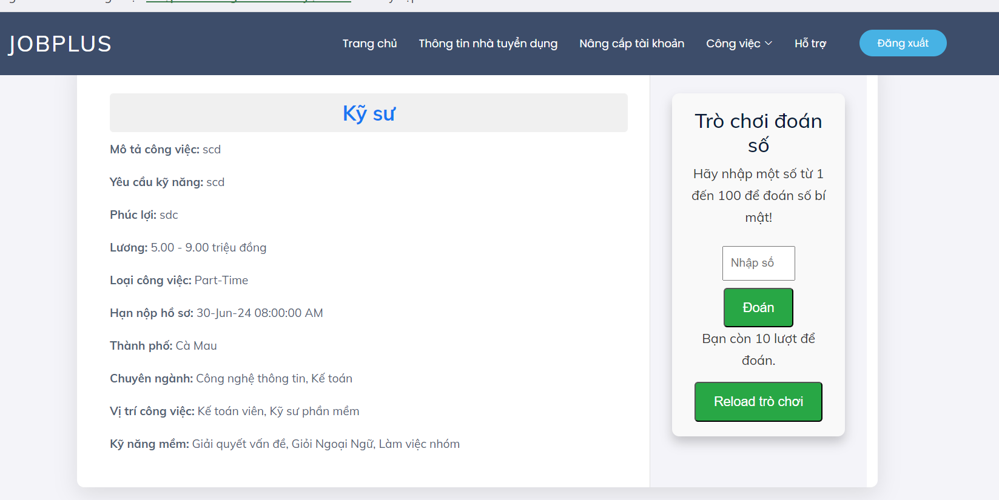 JOBPLUS
Trang chủ
Thông tin nhà tuyển dụng
Nâng cấp tài khoản
Công việc
Hỗ trợ
Đăng xuất
Kỹ sư
Mô tả công việc: scd
Yêu cầu kỹ năng: scd
Phúc lợi: sdc
Lương: 5.00 - 9.00 triệu đồng
Loại công việc: Part-Time
Hạn nộp hồ sơ: 30-Jun-24 08:00:00 AM
Thành phố: Cà Mau
Chuyên ngành: Công nghệ thông tin, Kế toán
Vị trí công việc: Kế toán viên, Kỹ sư phần mềm
Kỹ năng mềm: Giải quyết vấn đề, Giỏi Ngoại Ngữ, Làm việc nhóm
Trò chơi đoán
số
Hãy nhập một số từ 1
đến 100 để đoán số bí
mật!
Nhập số
Đoán
Bạn còn 10 lượt để
đoán.
Reload trò chơi